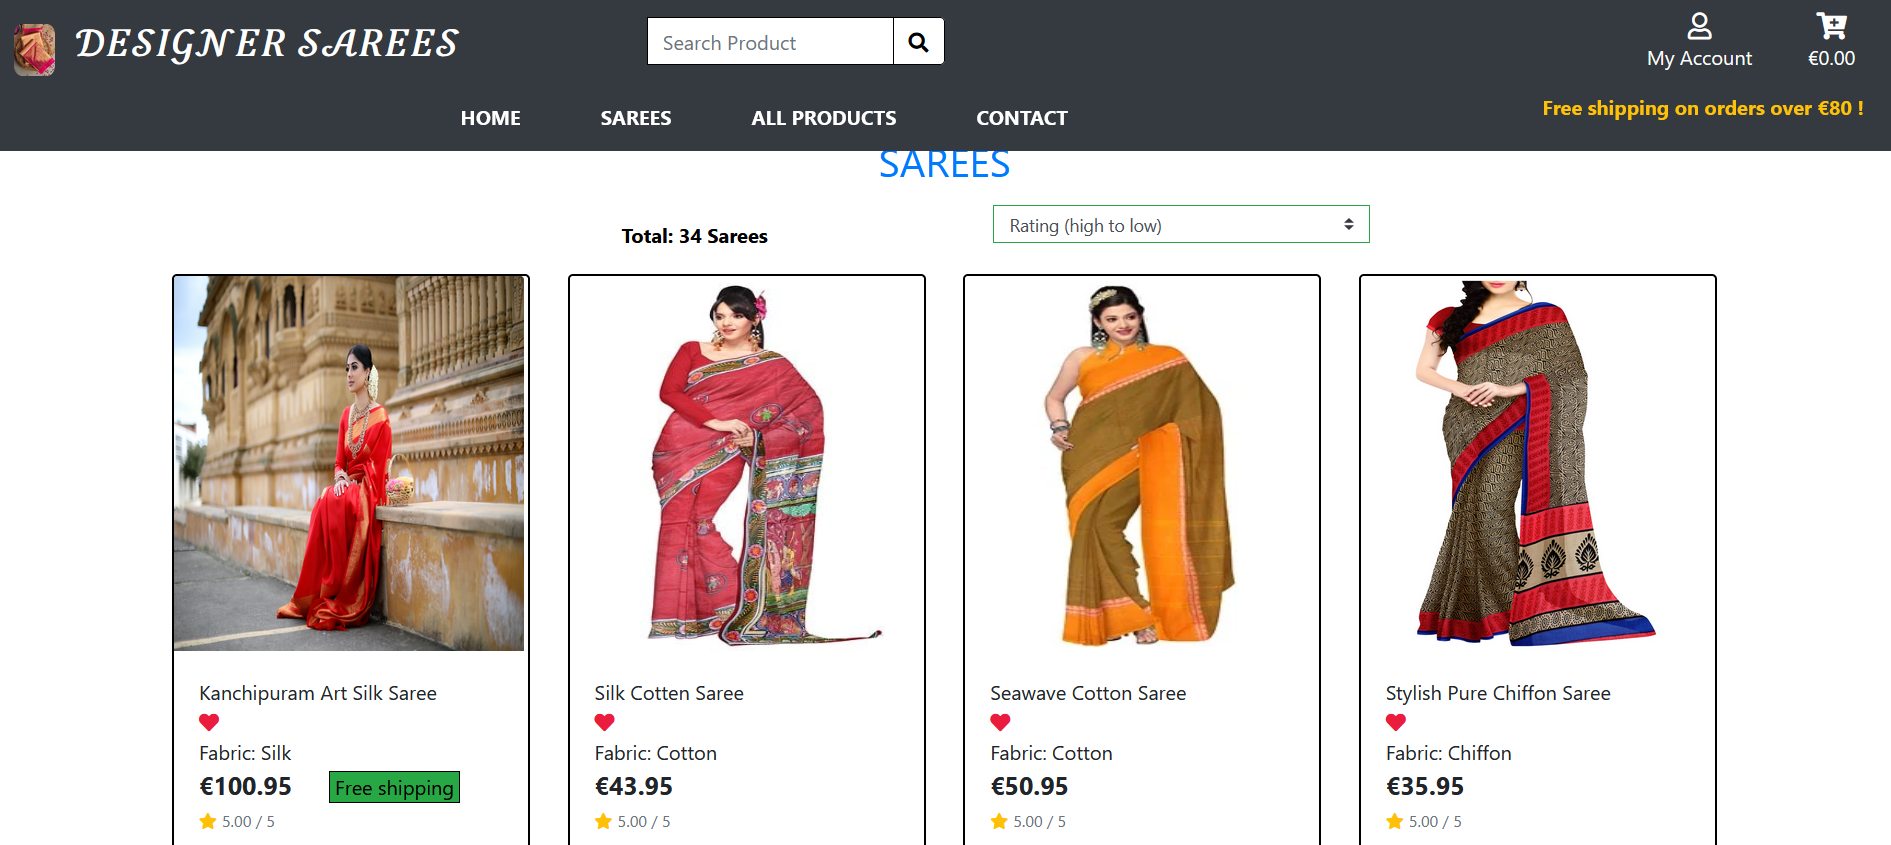 DESIGNER SAREES
Search Product
My Account
€0.00
HOME
SAREES
ALL PRODUCTS
CONTACT
Free shipping on orders over €80 !
SAREES
Total: 34 Sarees
Rating (high to low)
Kanchipuram Art Silk Saree
Fabric: Silk
€100.95
Free shipping
5.00 / 5
Silk Cotten Saree
Fabric: Cotton
€43.95
5.00 / 5
Seawave Cotton Saree
Fabric: Cotton
€50.95
5.00 / 5
Stylish Pure Chiffon Saree
Fabric: Chiffon
€35.95
5.00 / 5